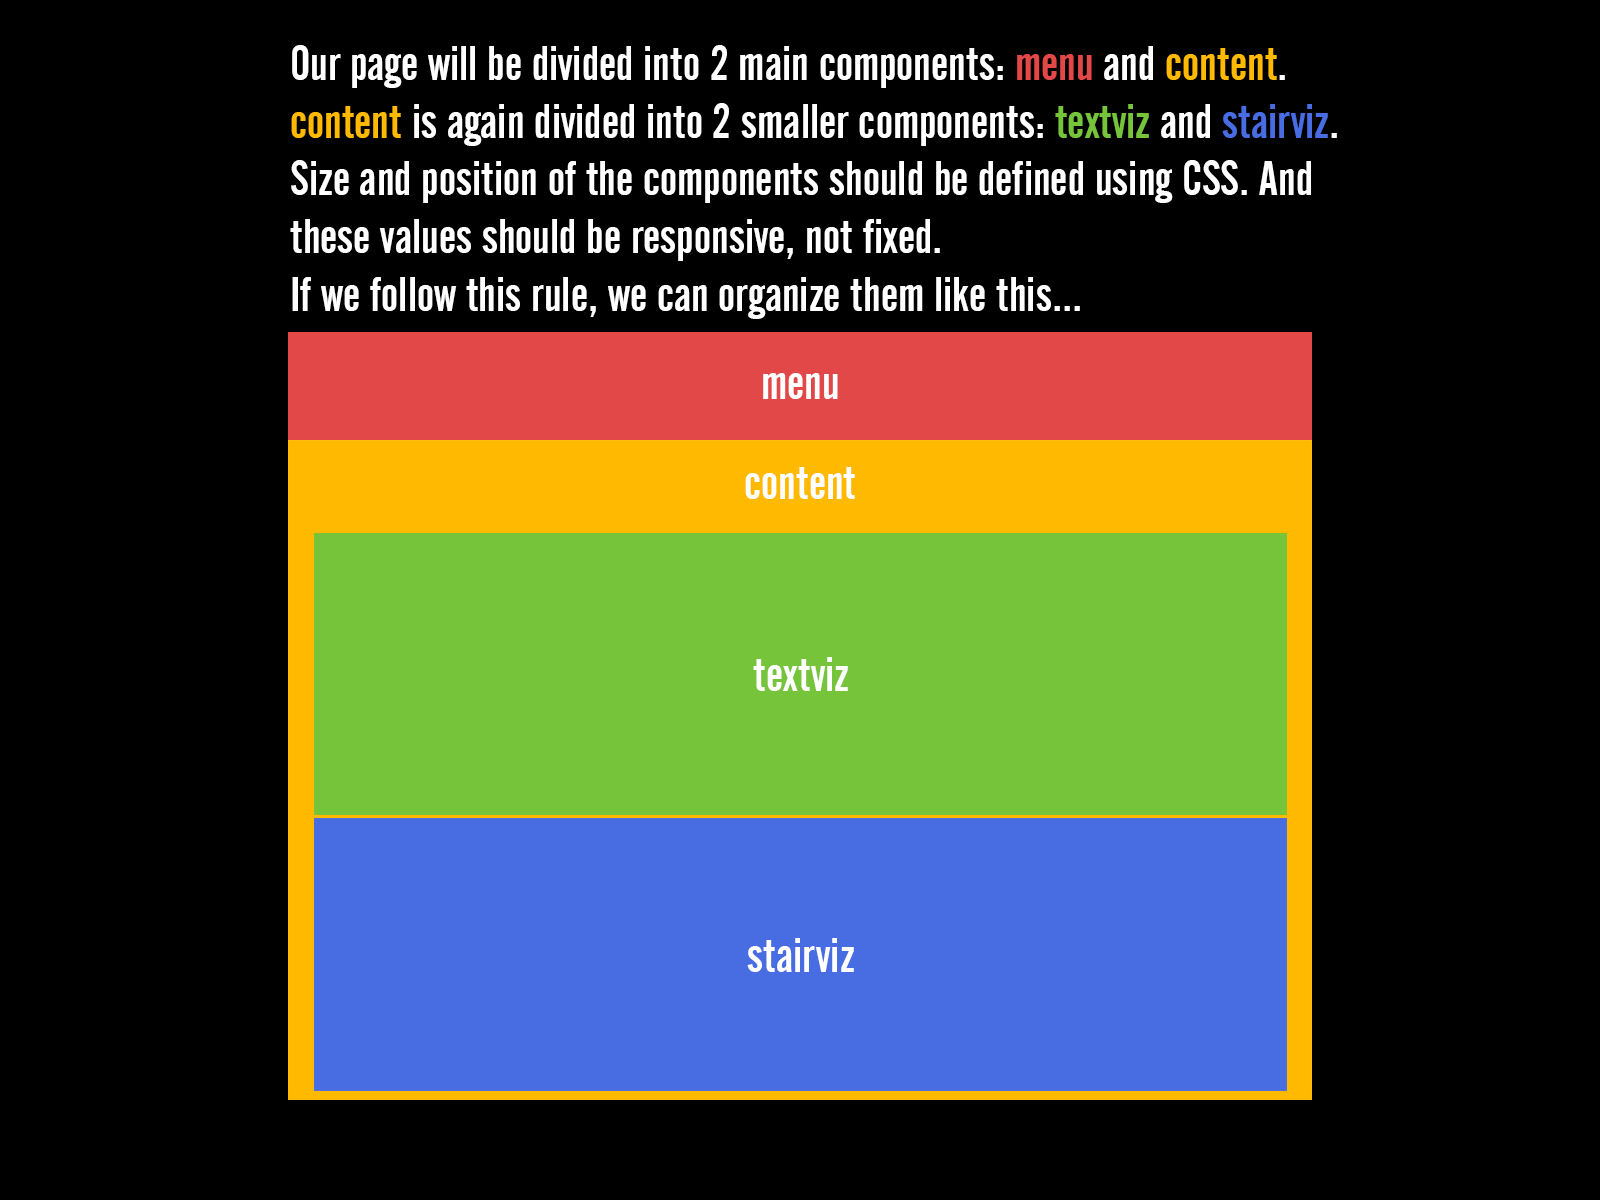 Our page will be divided into 2 main components: menu and content.
content is again divided into 2 smaller components: textviz and stairviz.
Size and position of the components should be defined using CSS. And
these values should be responsive, not fixed.
If we follow this rule, we can organize them like this...
menu
content
textviz
stairviz